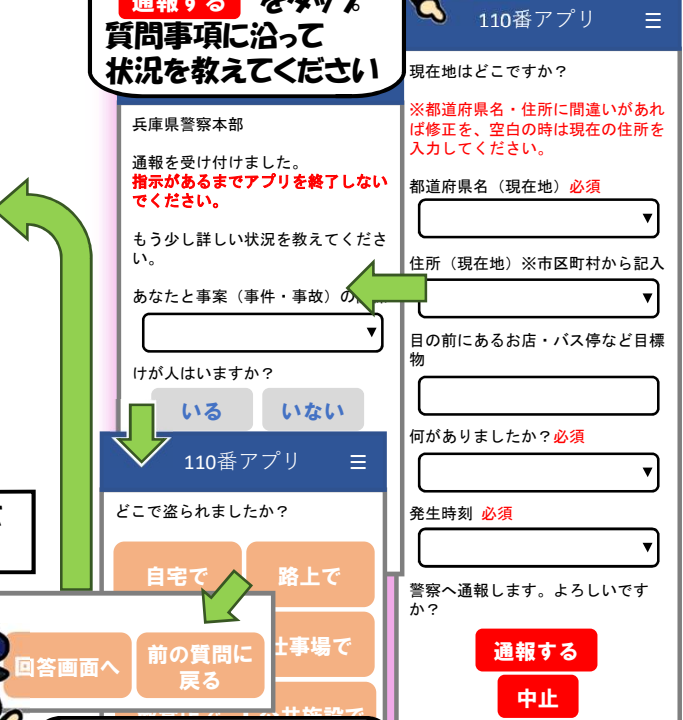 通報する をタップ
質問事項に沿って
状況を教えてください
兵庫県警察本部
通報を受け付けました。
指示があるまでアプリを終了しない
でください。
もう少し詳しい状況を教えてくださ
い。
あなたと事案（事件・事故）の
けが人はいますか？
いる いない
110番アプリ
どこで盗られましたか？
自宅で 路上で
仕事場で
回答画面へ
前の質問に
戻る
110番アプリ
現在地はどこですか？
※都道府県名・住所に間違いがあれ
ば修正を、空白の時は現在の住所を
入力してください。
都道府県名（現在地）必須
住所（現在地）※市区町村から記入
目の前にあるお店・バス停など目標
物
何がありましたか？必須
発生時刻 必須
警察へ通報します。よろしいです
か？
通報する
中止